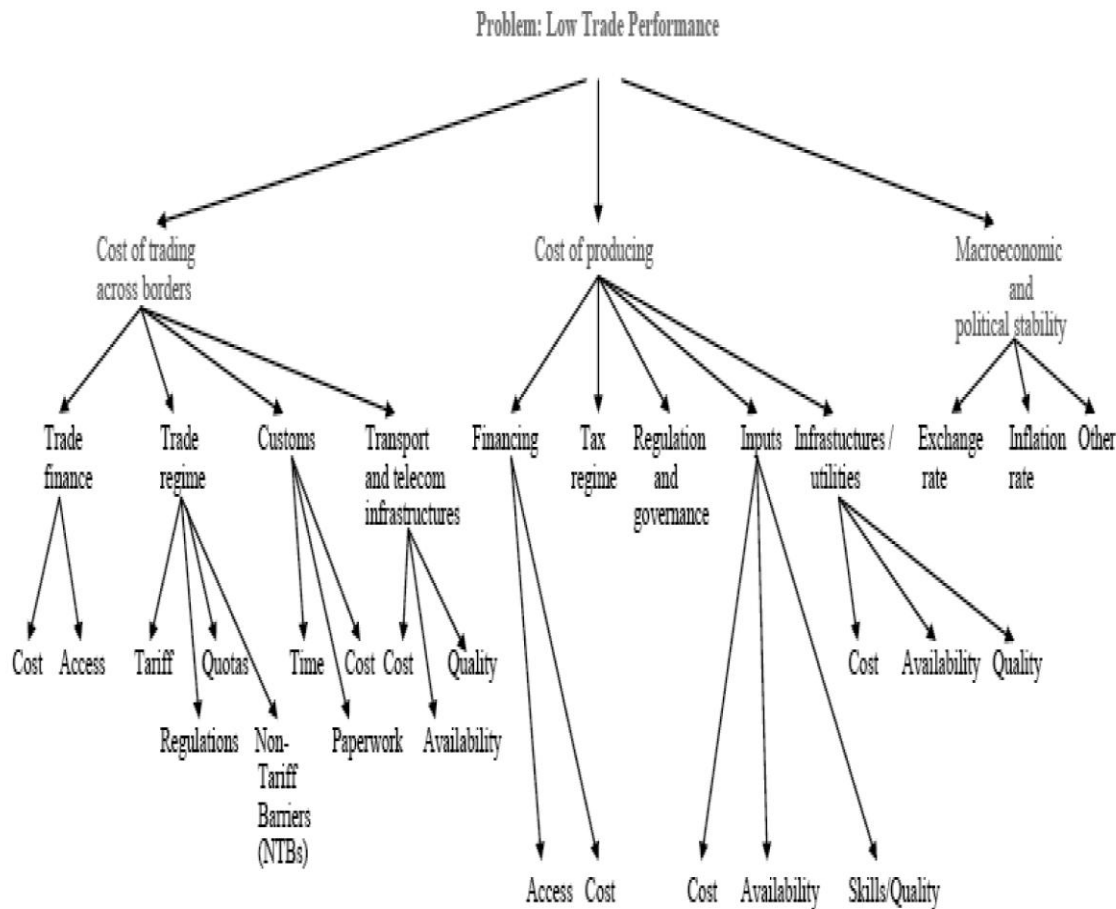 Problem: Low Trade Performance
Cost of trading
across borders
Cost of producing
Macroeconomic
and
political stability
Trade
finance
Trade
regime
Customs
Transport
and telecom
infrastructures
Financing
Tax
regime
Regulation
and
governance
Inputs
Infrastuctures /
utilities
Exchange
rate
Inflation
rate
Other
Cost
Access
Tariff
Quotas
Regulations
Non-
Tariff
Barriers
(NTBs)
Time
Cost
Paperwork
Cost
Quality
Availability
Access
Cost
Cost
Availability
Skills/Quality
Cost
Availability
Quality